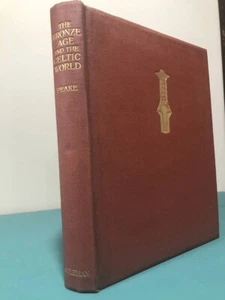 THE
BRONZE
AGE
AND THE
CELTIC
WORLD
PEAKE